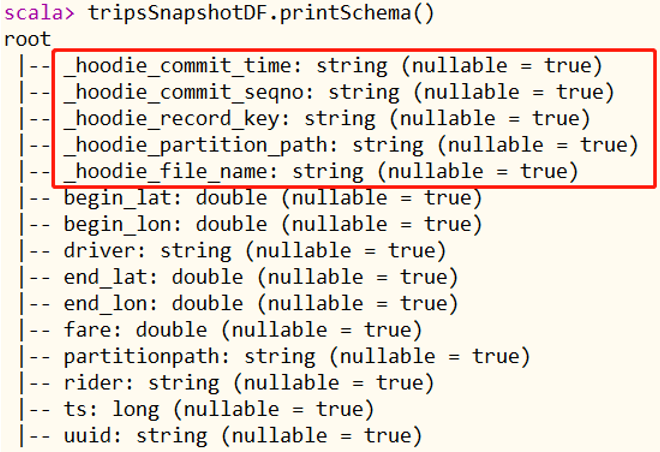 scala> tripsSnapshotDF.printSchema()
root
|-- _hoodie_commit_time: string (nullable = true)
|-- _hoodie_commit_seqno: string (nullable = true)
|-- _hoodie_record_key: string (nullable = true)
|-- _hoodie_partition_path: string (nullable = true)
|-- _hoodie_file_name: string (nullable = true)
|-- begin_lat: double (nullable = true)
|-- begin_lon: double (nullable = true)
|-- driver: string (nullable = true)
|-- end_lat: double (nullable = true)
|-- end_lon: double (nullable = true)
|-- fare: double (nullable = true)
|-- partitionpath: string (nullable = true)
|-- rider: string (nullable = true)
|-- ts: long (nullable = true)
|-- uuid: string (nullable = true)